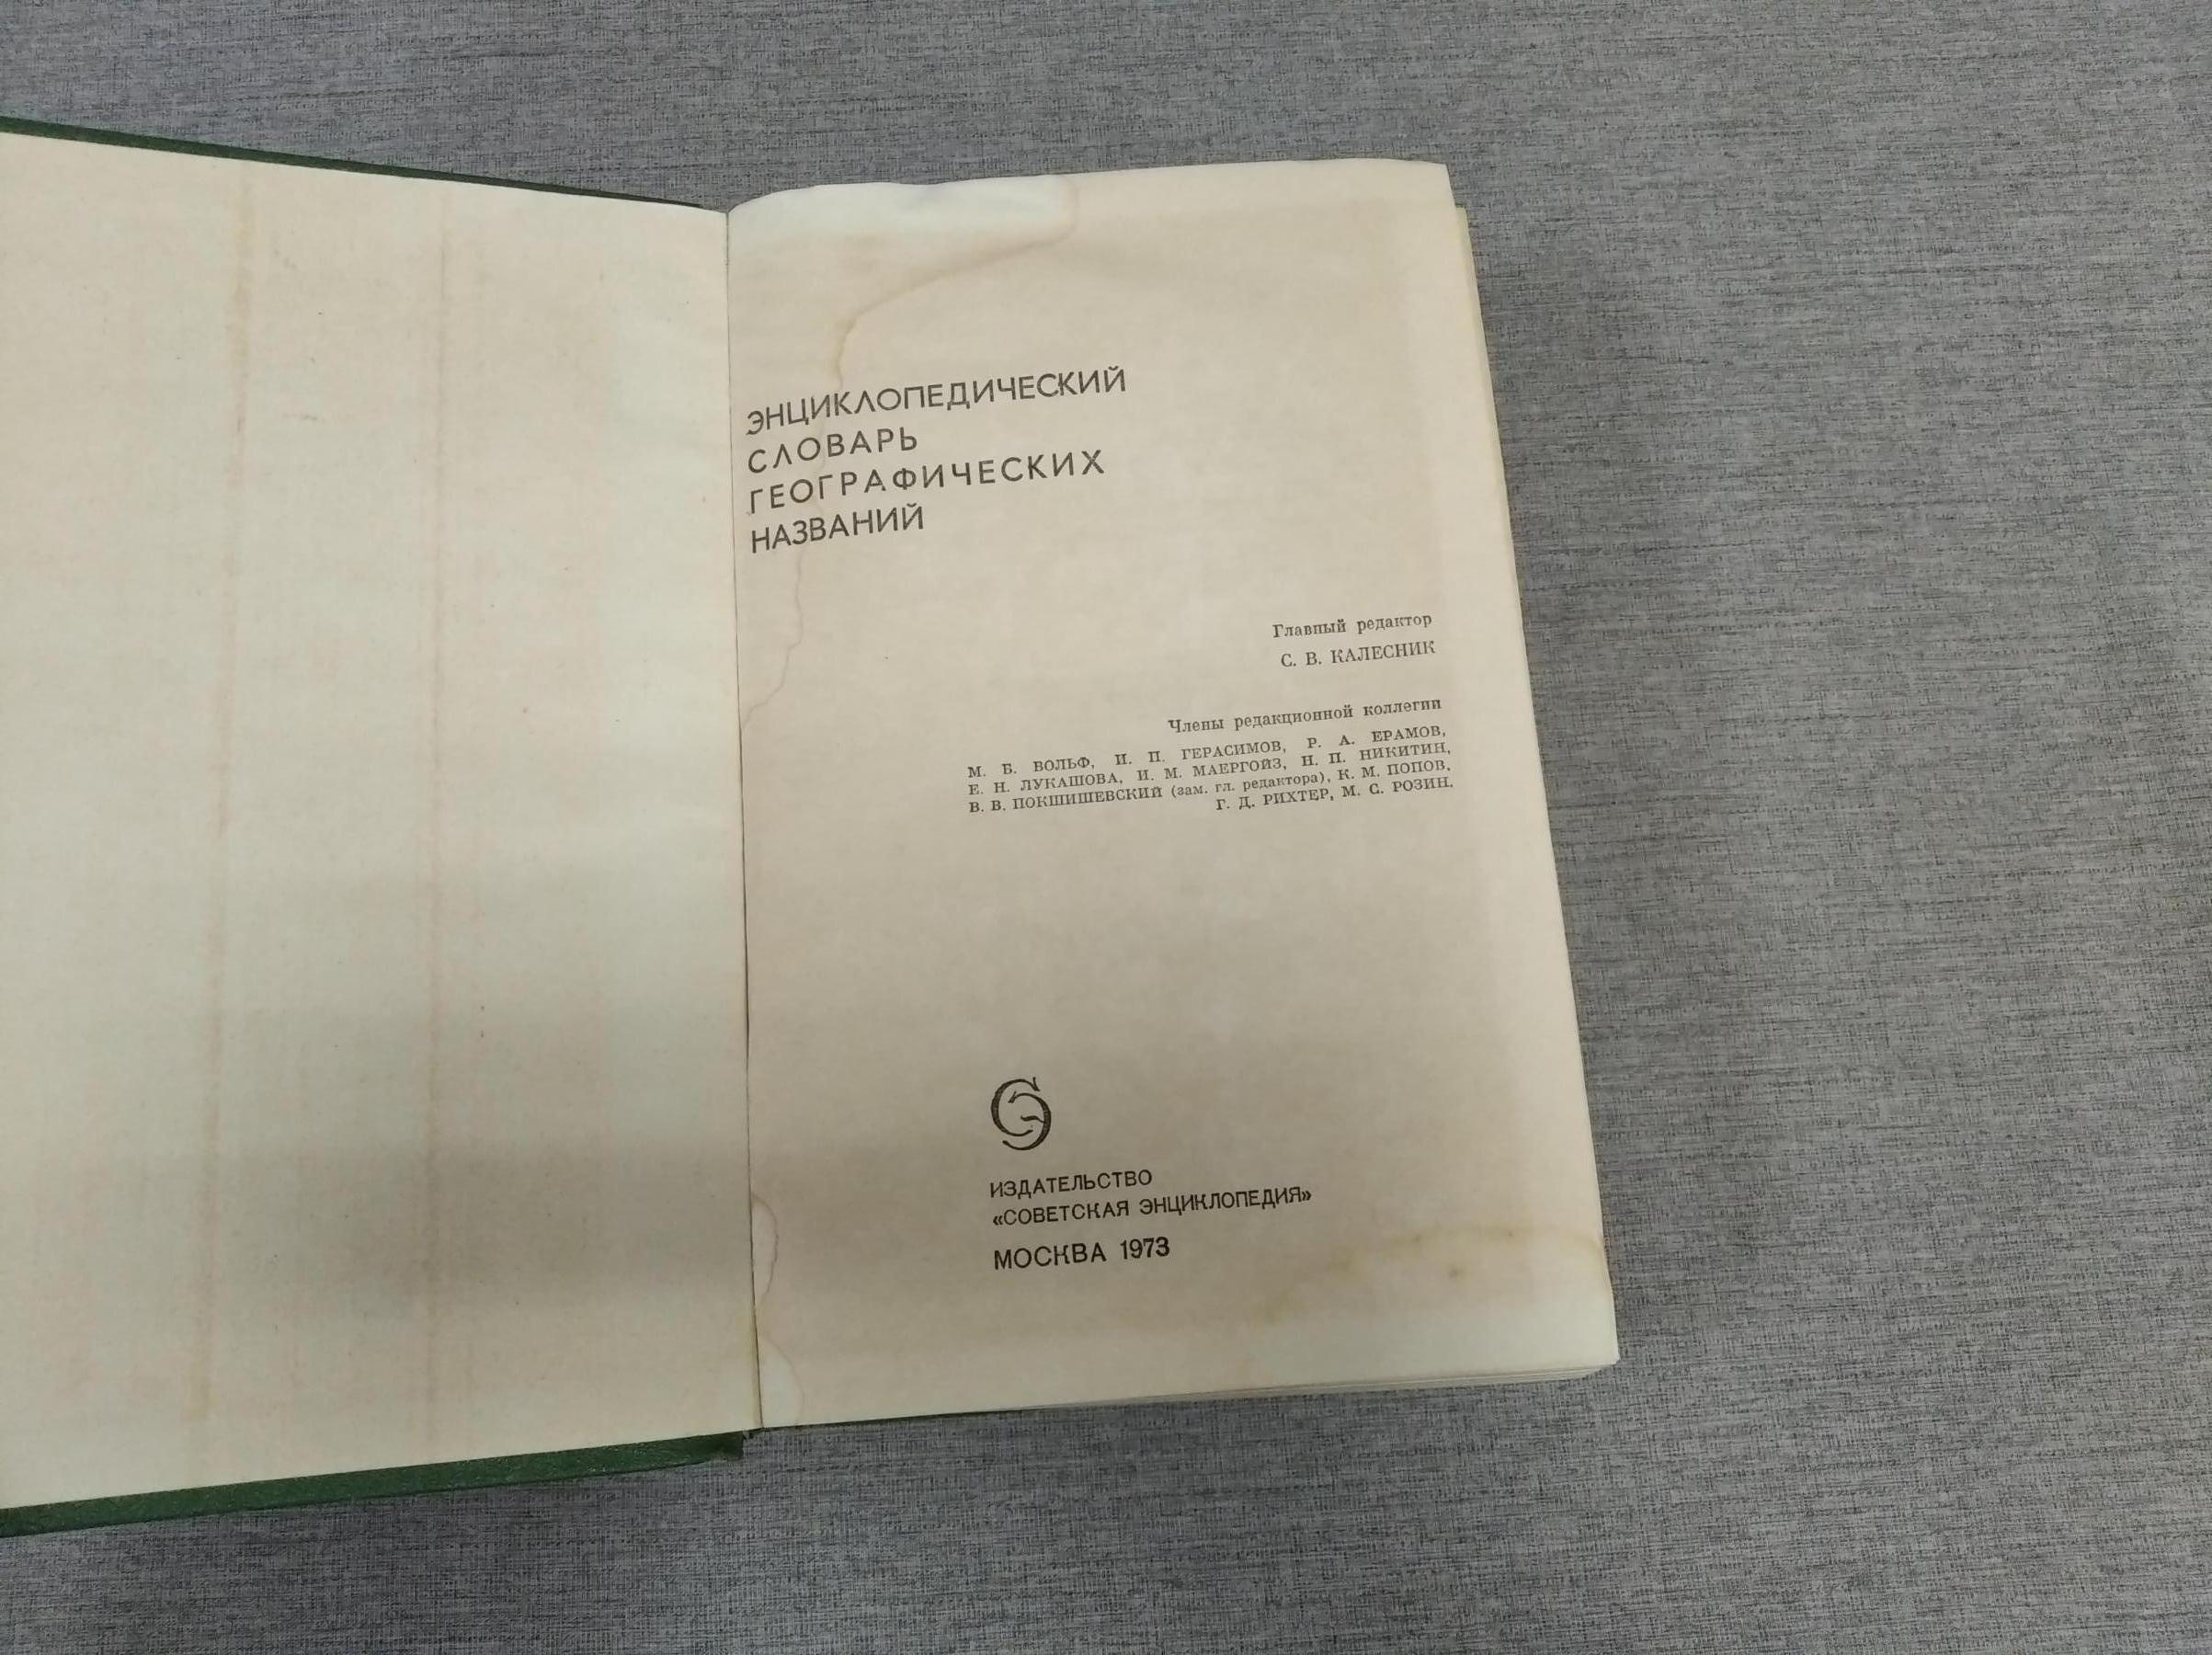 ЭНЦИКЛОПЕДИЧЕСКИЙ
СЛОВАРЬ
ГЕОГРАФИЧЕСКИХ
НАЗВАНИЙ
Главный редактор
С. В. КАЛЕСНИК
Члены редакционной коллегии
М. Б. ВОЛЬФ, И. П. ГЕРАСИМОВ, Р. А. ЕРАМОВ,
Е. Н. ЛУКАШОВА, И. М. МАЕРГОЙЗ, Н. П. НИКИТИН,
В. В. ПОКШИШЕВСКИЙ (зам. гл. редактора), К. М. ПОПОВ,
Г. Д. РИХТЕР, М. С. РОЗИН.
СЭ
ИЗДАТЕЛЬСТВО
«СОВЕТСКАЯ ЭНЦИКЛОПЕДИЯ»
МОСКВА 1973